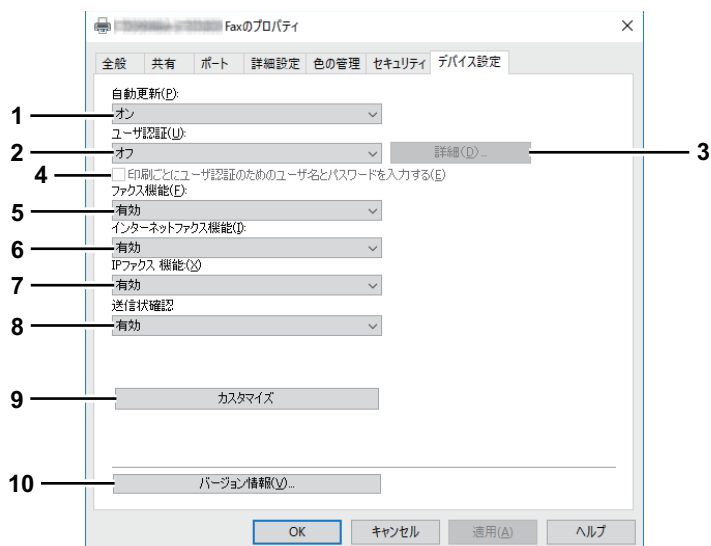 Faxのプロパティ
全般 共有 ポート 詳細設定 色の管理 セキュリティ デバイス設定
自動更新(P):
1 オン
ユーザ認証(U):
2 オフ 詳細(D)... 3
4 印刷ごとにユーザ認証のためのユーザ名とパスワードを入力する(E)
ファクス機能(F):
5 有効
インターネットファクス機能(I):
6 有効
IPファクス 機能:(X)
7 有効
送信状確認
8 有効
9 カスタマイズ
10 バージョン情報(V)...
OK キャンセル 適用(A) ヘルプ